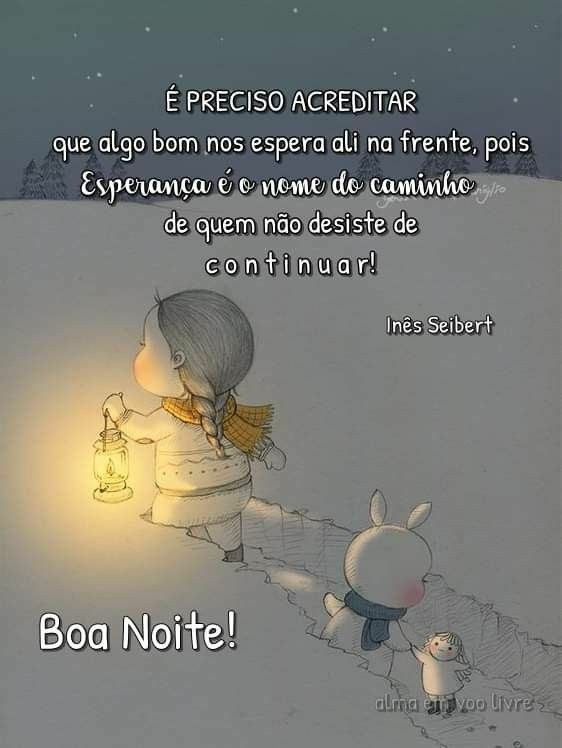 É PRECISO ACREDITAR
que algo bom nos espera ali na frente, pois
Esperança é o nome do caminho
de quem não desiste de
continuar!
Inês Seibert
Boa Noite!
alma em voo livre